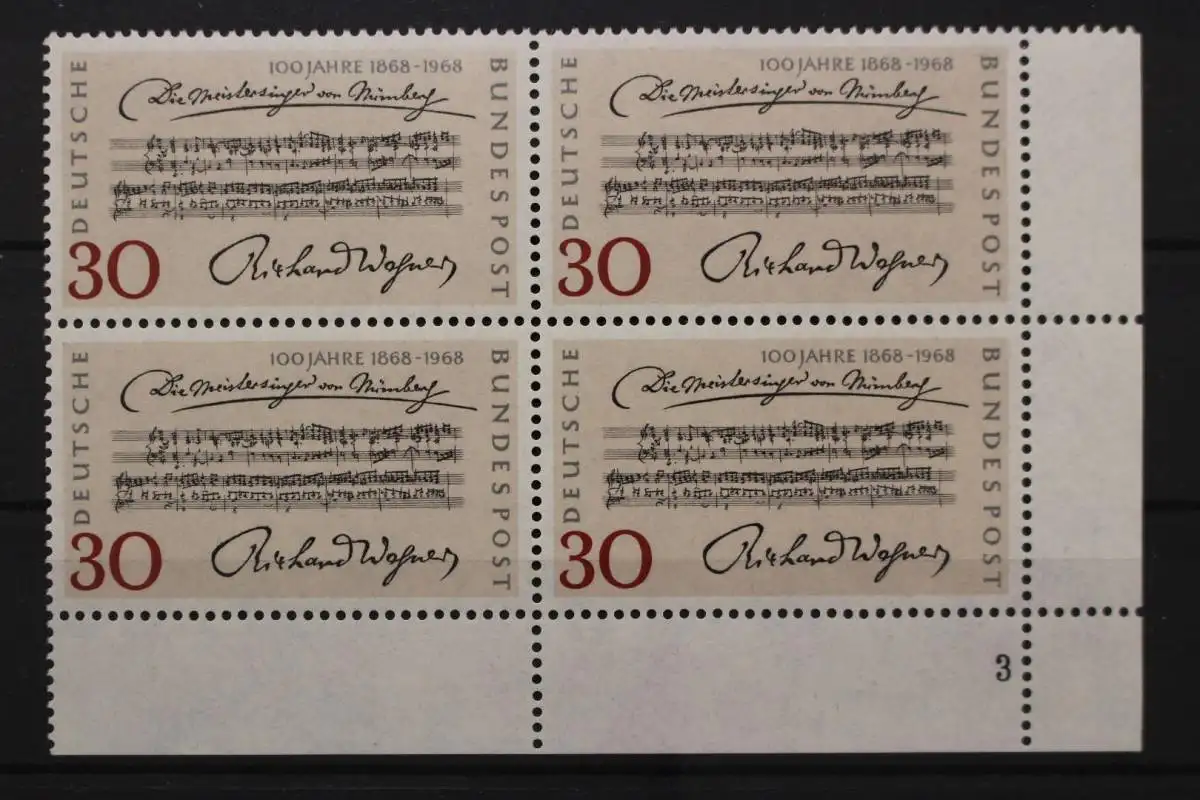 100 JAHRE 1868-1968
Die Meistersinger von Nürnberg
DEUTSCHE
BUNDESPOST
30
Richard Wagner
100 JAHRE 1868-1968
Die Meistersinger von Nürnberg
DEUTSCHE
BUNDESPOST
30
Richard Wagner
100 JAHRE 1868-1968
Die Meistersinger von Nürnberg
DEUTSCHE
BUNDESPOST
30
Richard Wagner
100 JAHRE 1868-1968
Die Meistersinger von Nürnberg
DEUTSCHE
BUNDESPOST
30
Richard Wagner
3